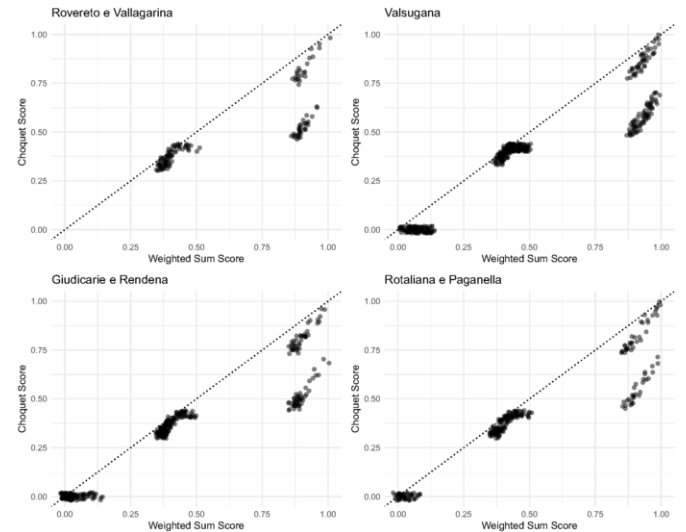 Rovereto e Vallagarina
Valsugana
1.00
0.75
0.50
0.25
0.00
Choquet Score
0.00 0.25 0.50 0.75 1.00
Weighted Sum Score
1.00
0.75
0.50
0.25
0.00
Choquet Score
0.00 0.25 0.50 0.75 1.00
Weighted Sum Score
Giudicarie e Rendena
Rotaliana e Paganella
1.00
0.75
0.50
0.25
0.00
Choquet Score
0.00 0.25 0.50 0.75 1.00
Weighted Sum Score
1.00
0.75
0.50
0.25
0.00
Choquet Score
0.00 0.25 0.50 0.75 1.00
Weighted Sum Score